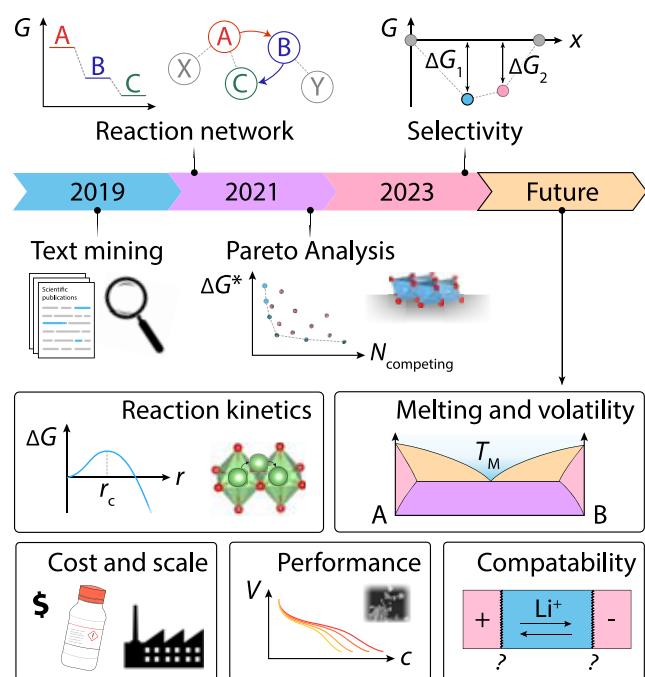 G
A
B
C
A
B
X
C
Y
G
x
ΔG1
ΔG2
Reaction network
Selectivity
2019
2021
2023
Future
Text mining
Pareto Analysis
Scientific
publications
ΔG*
Ncompeting
Reaction kinetics
ΔG
rc
r
Melting and volatility
TM
A
B
Cost and scale
$
Performance
V
c
Compatability
+
Li+
-
?
?